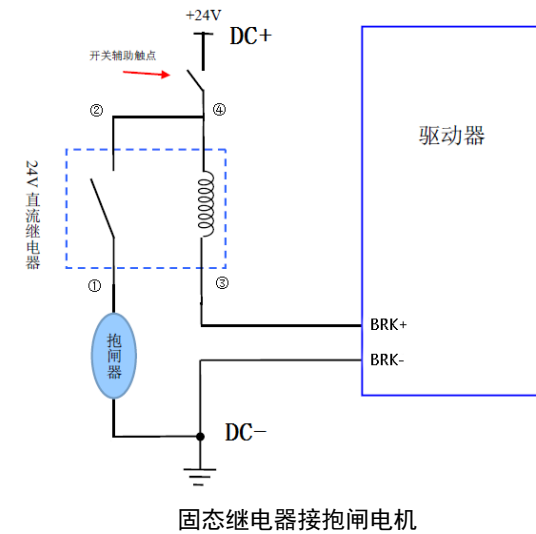 +24V
DC+
开关辅助触点
②
④
驱动器
24V 直流继电器
①
③
抱闸器
BRK+
BRK-
DC-
固态继电器接抱闸电机